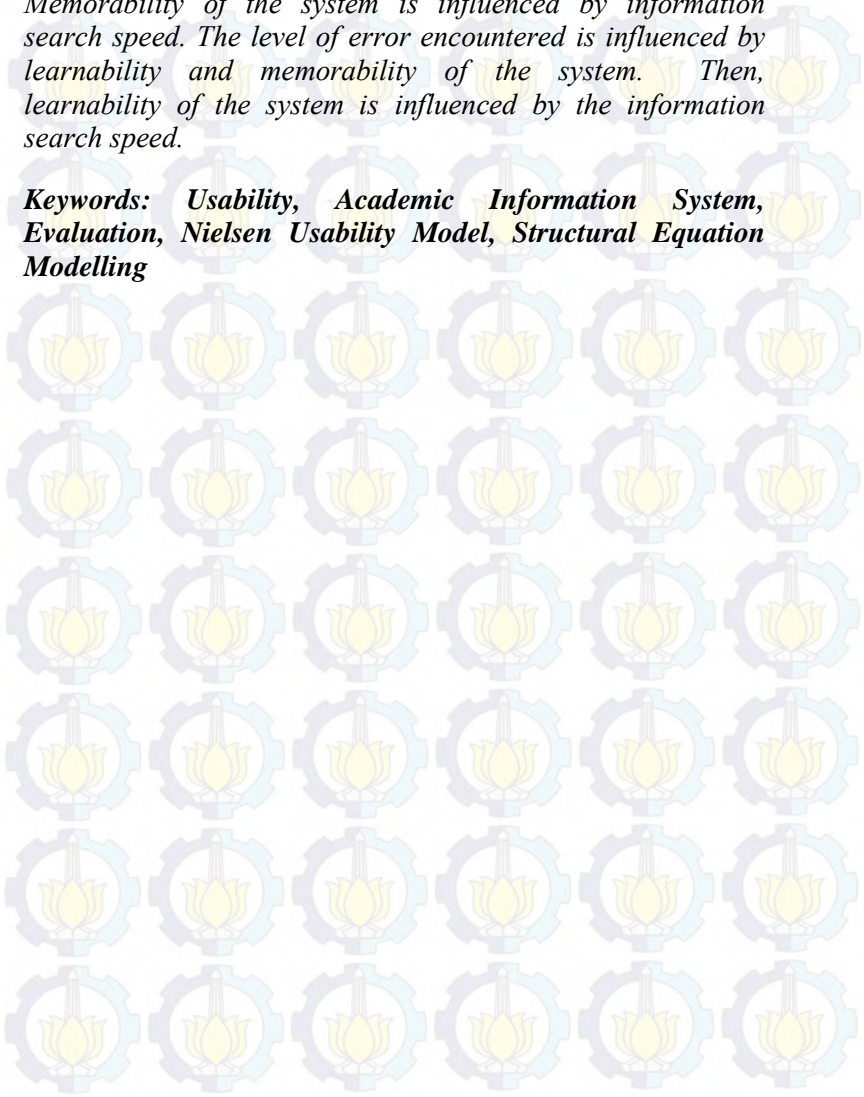 Memorability of the system is influenced by information
search speed. The level of error encountered is influenced by
learnability and memorability of the system. Then,
learnability of the system is influenced by the information
search speed.
Keywords: Usability, Academic Information System,
Evaluation, Nielsen Usability Model, Structural Equation
Modelling